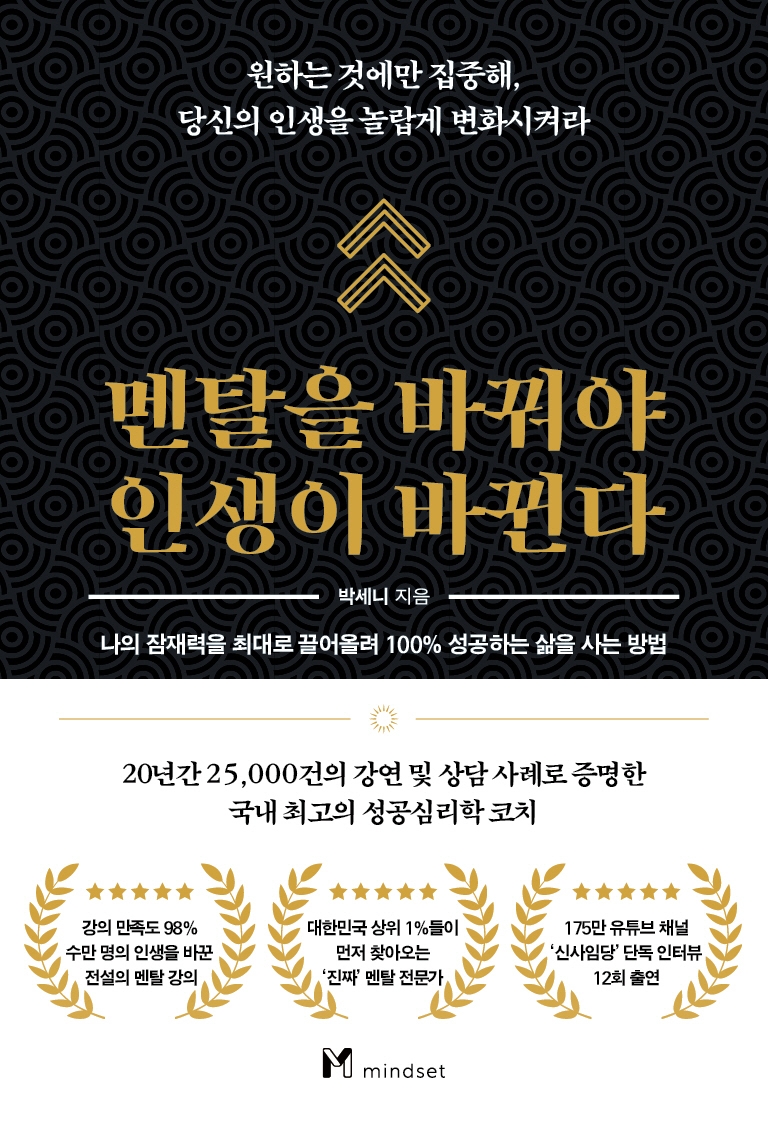 원하는 것에만 집중해,
당신의 인생을 놀랍게 변화시켜라
멘탈을 바꿔야
인생이 바뀐다
박세니 지음
나의 잠재력을 최대로 끌어올려 100% 성공하는 삶을 사는 방법
20년간 25,000건의 강연 및 상담 사례로 증명한
국내 최고의 성공심리학 코치
강의 만족도 98%
수만 명의 인생을 바꾼
전설의 멘탈 강의
대한민국 상위 1%들이
먼저 찾아오는
‘진짜’ 멘탈 전문가
175만 유튜브 채널
‘신사임당’ 단독 인터뷰
12회 출연
M mindset